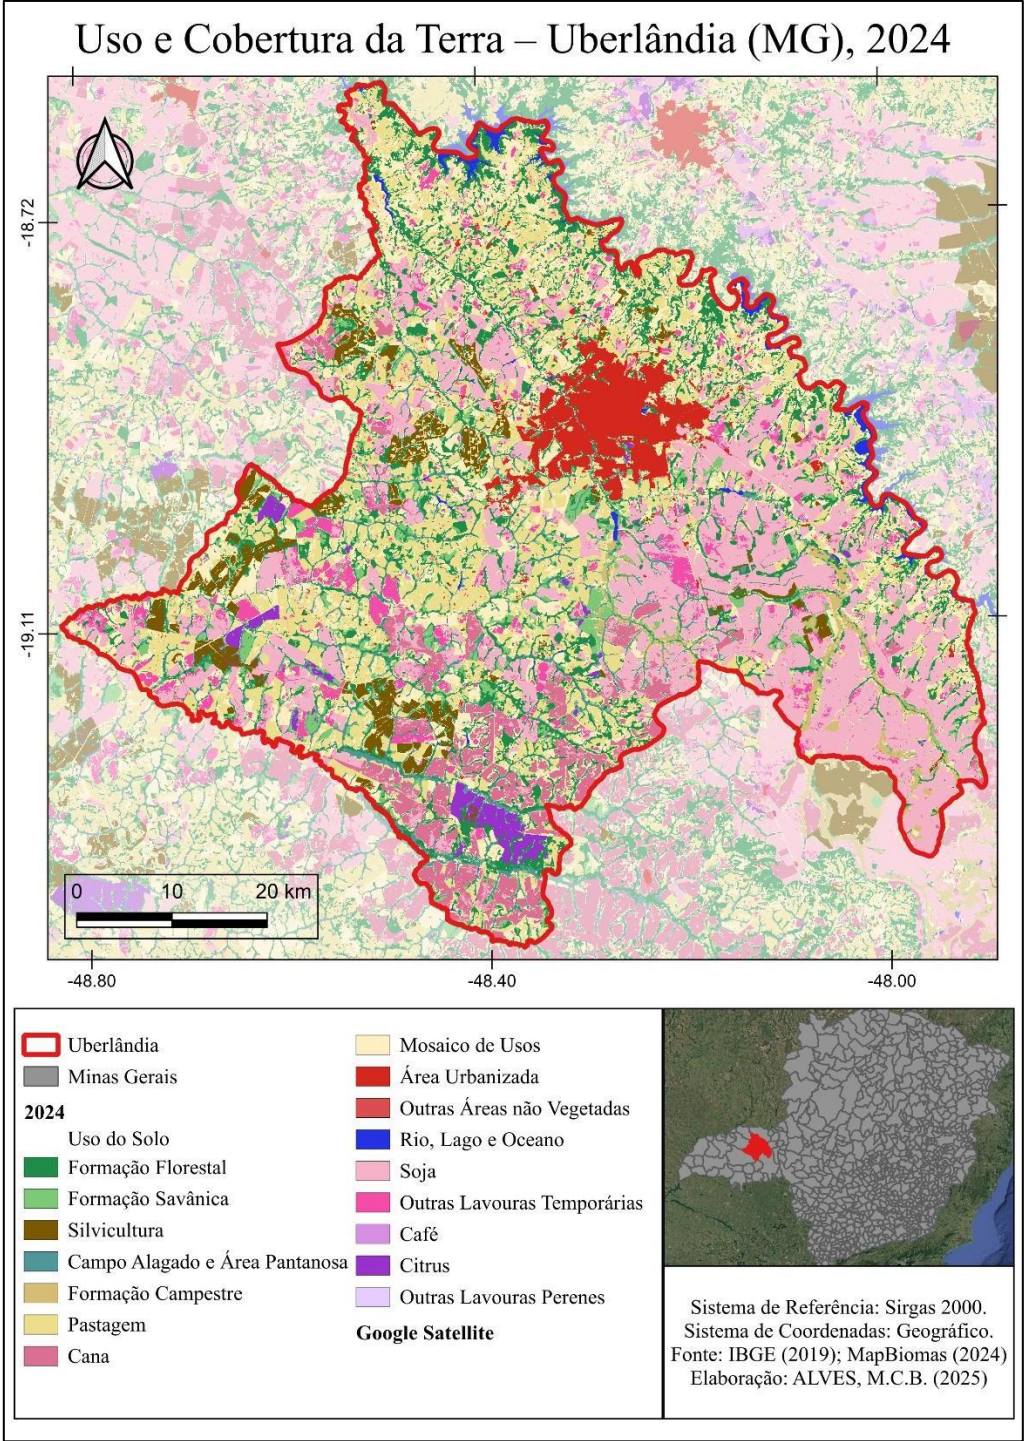 Uso e Cobertura da Terra – Uberlândia (MG), 2024
-18.72
-19.11
0 10 20 km
-48.80 -48.40 -48.00
Uberlândia
Minas Gerais
2024
Uso do Solo
Formação Florestal
Formação Savânica
Silvicultura
Campo Alagado e Área Pantanosa
Formação Campestre
Pastagem
Cana
Mosaico de Usos
Área Urbanizada
Outras Áreas não Vegetadas
Rio, Lago e Oceano
Soja
Outras Lavouras Temporárias
Café
Citrus
Outras Lavouras Perenes
Google Satellite
Sistema de Referência: Sirgas 2000.
Sistema de Coordenadas: Geográfico.
Fonte: IBGE (2019); MapBiomas (2024)
Elaboração: ALVES, M.C.B. (2025)